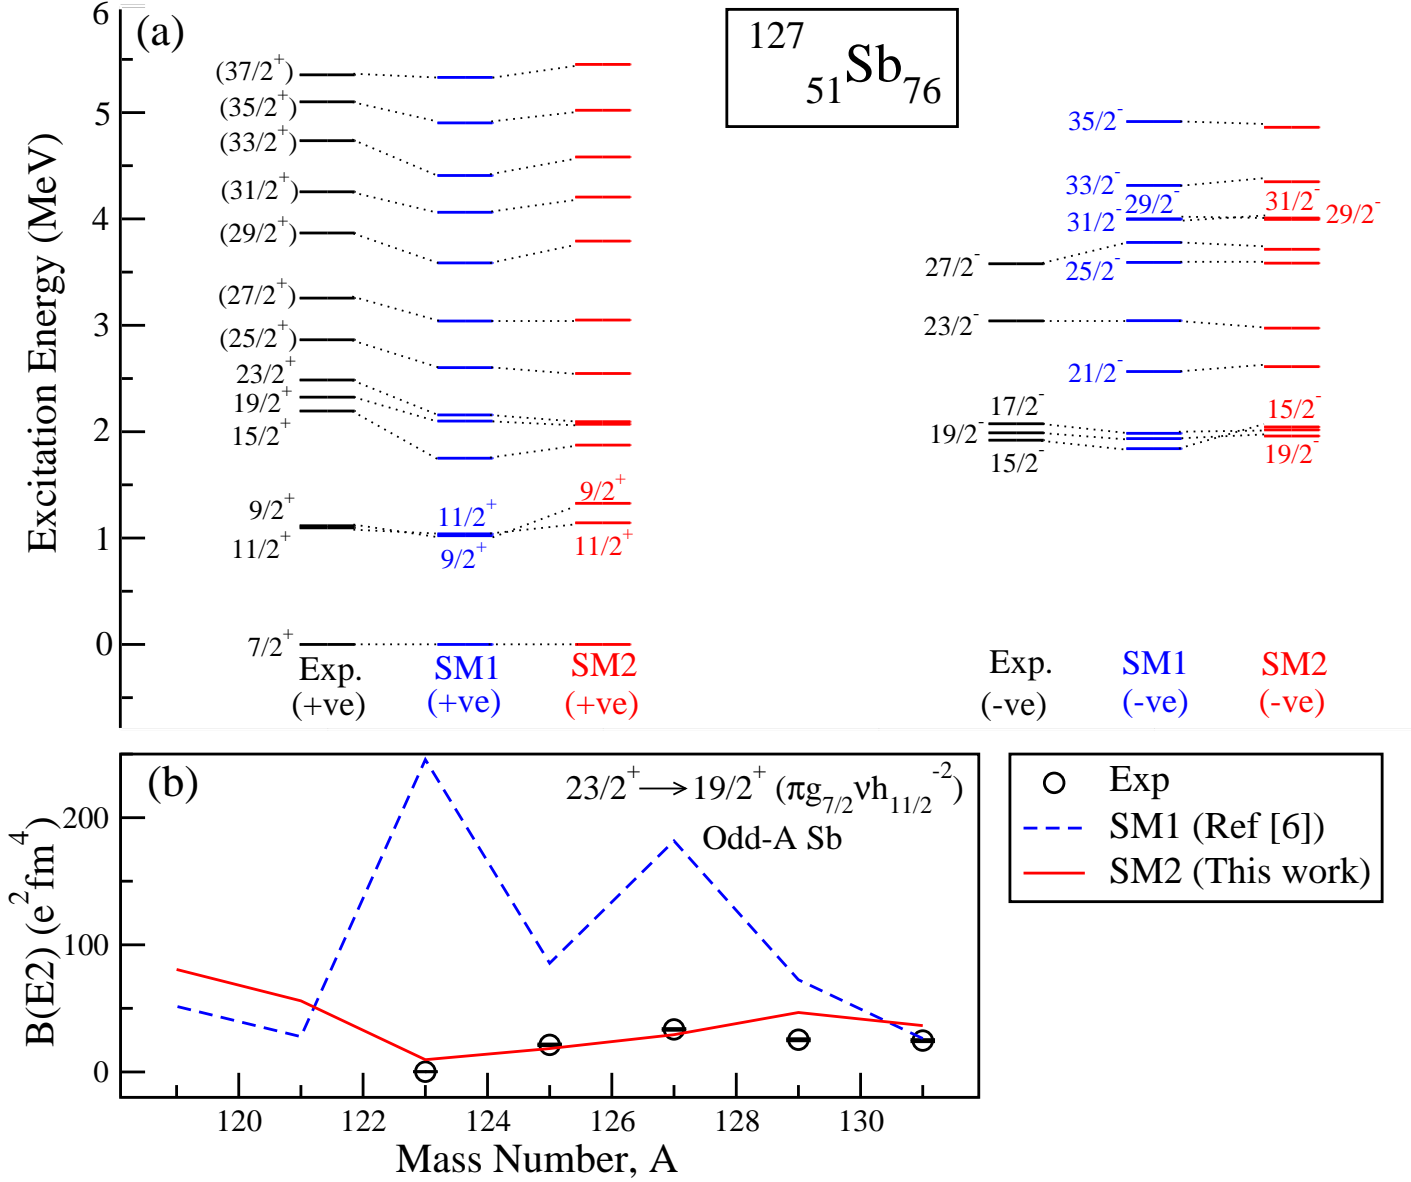 (a)
Excitation Energy (MeV)
6
5
4
3
2
1
0
¹²⁷₅₁Sb₇₆
(37/2⁺)
(35/2⁺)
(33/2⁺)
(31/2⁺)
(29/2⁺)
(27/2⁺)
(25/2⁺)
23/2⁺
19/2⁺
15/2⁺
9/2⁺
11/2⁺
7/2⁺
11/2⁺
9/2⁺
9/2⁺
11/2⁺
Exp. (+ve)
SM1 (+ve)
SM2 (+ve)
27/2⁻
23/2⁻
17/2⁻
19/2⁻
15/2⁻
35/2⁻
33/2⁻
29/2⁻
31/2⁻
25/2⁻
21/2⁻
31/2⁻
29/2⁻
15/2⁻
19/2⁻
Exp. (-ve)
SM1 (-ve)
SM2 (-ve)
(b)
23/2⁺ → 19/2⁺ (πg₇/₂νh₁₁/₂⁻²)
Odd-A Sb
B(E2) (e²fm⁴)
200
100
0
120 122 124 126 128 130
Mass Number, A
Exp
SM1 (Ref [6])
SM2 (This work)